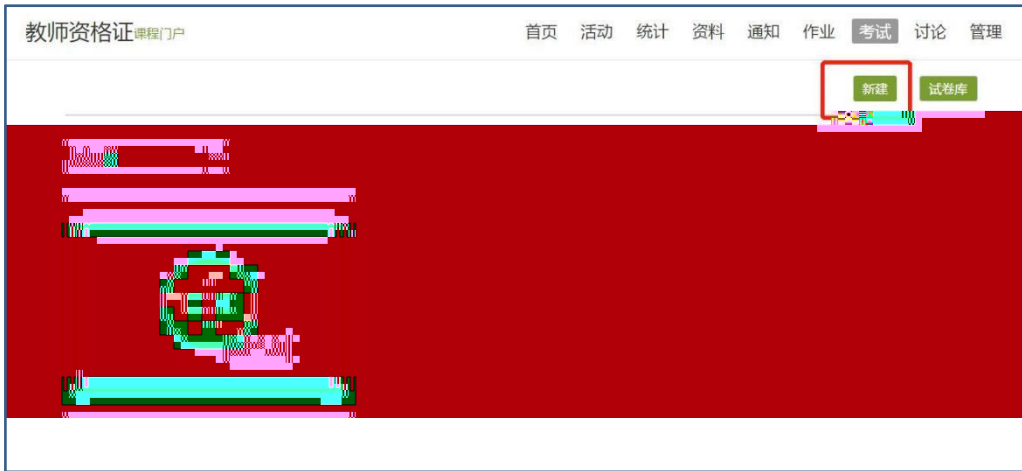 教师资格证课程门户 首页 活动 统计 资料 通知 作业 考试 讨论 管理
新建 试卷库